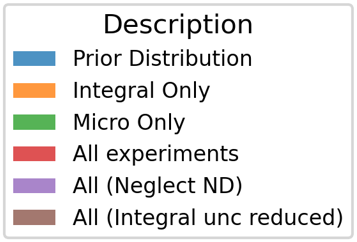 Description
Prior Distribution
Integral Only
Micro Only
All experiments
All (Neglect ND)
All (Integral unc reduced)